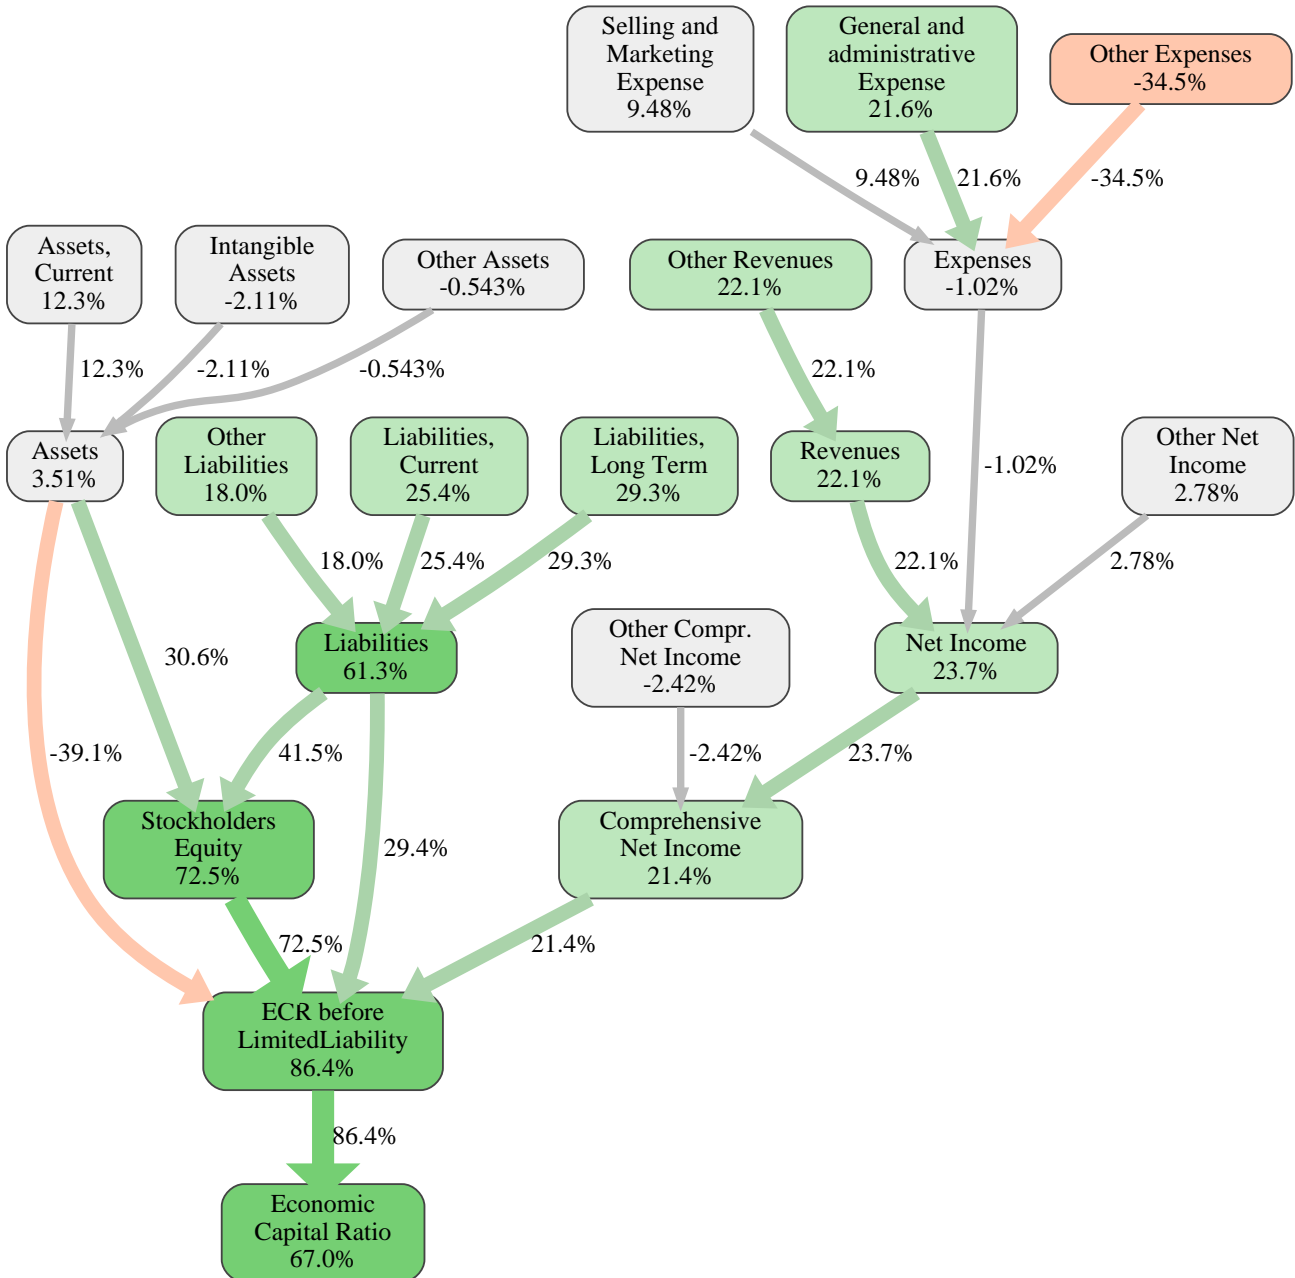 Selling and
Marketing
Expense
9.48%
General and
administrative
Expense
21.6%
Other Expenses
-34.5%
9.48%
21.6%
-34.5%
Assets,
Current
12.3%
Intangible
Assets
-2.11%
Other Assets
-0.543%
Other Revenues
22.1%
Expenses
-1.02%
12.3%
-2.11%
-0.543%
22.1%
Assets
3.51%
Other
Liabilities
18.0%
Liabilities,
Current
25.4%
Liabilities,
Long Term
29.3%
Revenues
22.1%
-1.02%
Other Net
Income
2.78%
18.0%
25.4%
29.3%
22.1%
2.78%
30.6%
Liabilities
61.3%
Other Compr.
Net Income
-2.42%
Net Income
23.7%
-39.1%
41.5%
-2.42%
23.7%
Stockholders
Equity
72.5%
29.4%
Comprehensive
Net Income
21.4%
72.5%
21.4%
ECR before
LimitedLiability
86.4%
86.4%
Economic
Capital Ratio
67.0%